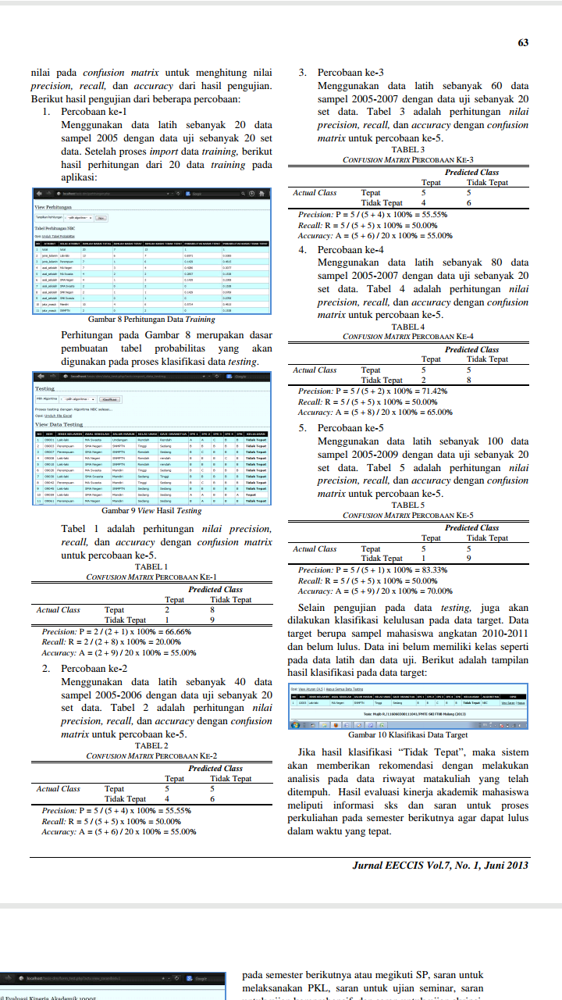 63
nilai pada confusion matrix untuk menghitung nilai
precision, recall, dan accuracy dari hasil pengujian.
Berikut hasil pengujian dari beberapa percobaan:
1. Percobaan ke-1
Menggunakan data latih sebanyak 20 data
sampel 2005 dengan data uji sebanyak 20 set
data. Setelah proses import data training, berikut
hasil perhitungan dari 20 data training pada
aplikasi:
View Perhitungan
Tabel Perhitungan NBC
Gambar 8 Perhitungan Data Training
Perhitungan pada Gambar 8 merupakan dasar
pembuatan tabel probabilitas yang akan
digunakan pada proses klasifikasi data testing.
Testing
Proses testing dengan Algoritma NBC selesai...
Opsi: Unduh File Excel
View Data Testing
Gambar 9 View Hasil Testing
Tabel 1 adalah perhitungan nilai precision,
recall, dan accuracy dengan confusion matrix
untuk percobaan ke-5.
TABEL 1
CONFUSION MATRIX PERCOBAAN KE-1
Predicted Class
Tepat Tidak Tepat
Actual Class Tepat 2 8
Tidak Tepat 1 9
Precision: P = 2 / (2 + 1) x 100% = 66.66%
Recall: R = 2 / (2 + 8) x 100% = 20.00%
Accuracy: A = (2 + 9) / 20 x 100% = 55.00%
2. Percobaan ke-2
Menggunakan data latih sebanyak 40 data
sampel 2005-2006 dengan data uji sebanyak 20
set data. Tabel 2 adalah perhitungan nilai
precision, recall, dan accuracy dengan confusion
matrix untuk percobaan ke-5.
TABEL 2
CONFUSION MATRIX PERCOBAAN KE-2
Predicted Class
Tepat Tidak Tepat
Actual Class Tepat 5 5
Tidak Tepat 4 6
Precision: P = 5 / (5 + 4) x 100% = 55.55%
Recall: R = 5 / (5 + 5) x 100% = 50.00%
Accuracy: A = (5 + 6) / 20 x 100% = 55.00%
3. Percobaan ke-3
Menggunakan data latih sebanyak 60 data
sampel 2005-2007 dengan data uji sebanyak 20
set data. Tabel 3 adalah perhitungan nilai
precision, recall, dan accuracy dengan confusion
matrix untuk percobaan ke-5.
TABEL 3
CONFUSION MATRIX PERCOBAAN KE-3
Predicted Class
Tepat Tidak Tepat
Actual Class Tepat 5 5
Tidak Tepat 4 6
Precision: P = 5 / (5 + 4) x 100% = 55.55%
Recall: R = 5 / (5 + 5) x 100% = 50.00%
Accuracy: A = (5 + 6) / 20 x 100% = 55.00%
4. Percobaan ke-4
Menggunakan data latih sebanyak 80 data
sampel 2005-2007 dengan data uji sebanyak 20
set data. Tabel 4 adalah perhitungan nilai
precision, recall, dan accuracy dengan confusion
matrix untuk percobaan ke-5.
TABEL 4
CONFUSION MATRIX PERCOBAAN KE-4
Predicted Class
Tepat Tidak Tepat
Actual Class Tepat 5 5
Tidak Tepat 2 8
Precision: P = 5 / (5 + 2) x 100% = 71.42%
Recall: R = 5 / (5 + 5) x 100% = 50.00%
Accuracy: A = (5 + 8) / 20 x 100% = 65.00%
5. Percobaan ke-5
Menggunakan data latih sebanyak 100 data
sampel 2005-2009 dengan data uji sebanyak 20
set data. Tabel 5 adalah perhitungan nilai
precision, recall, dan accuracy dengan confusion
matrix untuk percobaan ke-5.
TABEL 5
CONFUSION MATRIX PERCOBAAN KE-5
Predicted Class
Tepat Tidak Tepat
Actual Class Tepat 5 5
Tidak Tepat 1 9
Precision: P = 5 / (5 + 1) x 100% = 83.33%
Recall: R = 5 / (5 + 5) x 100% = 50.00%
Accuracy: A = (5 + 9) / 20 x 100% = 70.00%
Selain pengujian pada data testing, juga akan
dilakukan klasifikasi kelulusan pada data target. Data
target berupa sampel mahasiswa angkatan 2010-2011
dan belum lulus. Data ini belum memiliki kelas seperti
pada data latih dan data uji. Berikut adalah tampilan
hasil klasifikasi pada data target:
Gambar 10 Klasifikasi Data Target
Jika hasil klasifikasi “Tidak Tepat”, maka sistem
akan memberikan rekomendasi dengan melakukan
analisis pada data riwayat matakuliah yang telah
ditempuh. Hasil evaluasi kinerja akademik mahasiswa
meliputi informasi sks dan saran untuk proses
perkuliahan pada semester berikutnya agar dapat lulus
dalam waktu yang tepat.
Jurnal EECCIS Vol.7, No. 1, Juni 2013
pada semester berikutnya atau megikuti SP, saran untuk
melaksanakan PKL, saran untuk ujian seminar, saran